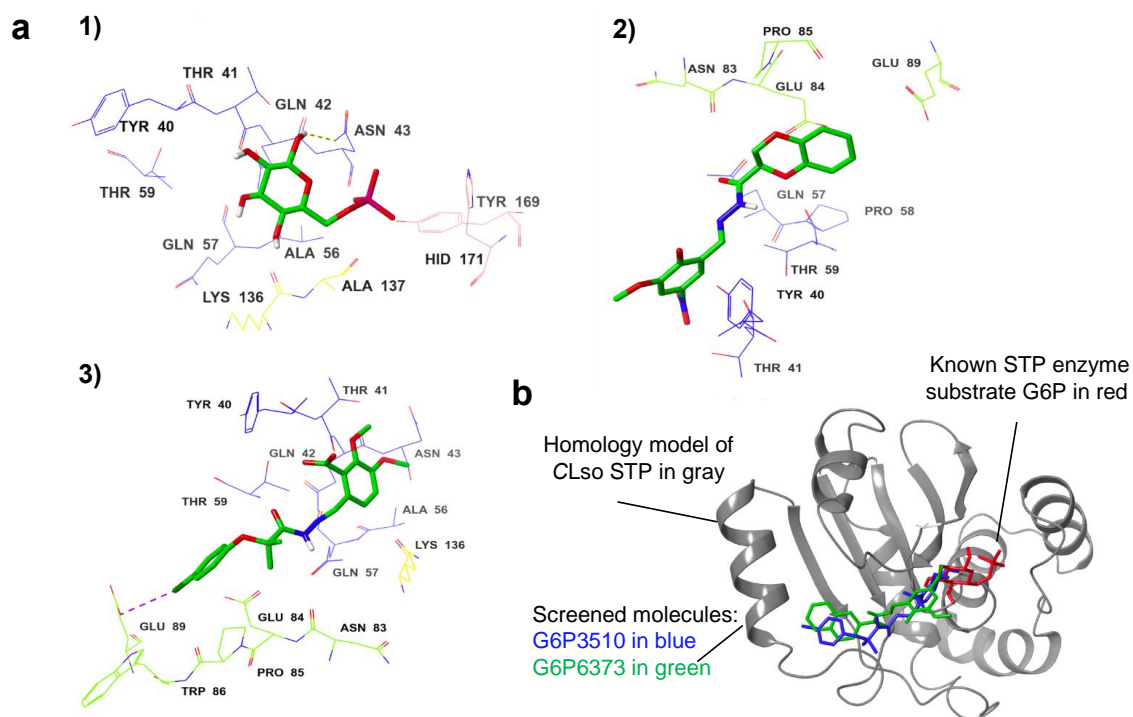 a
1)
THR 41
GLN 42
TYR 40
ASN 43
THR 59
TYR 169
GLN 57
ALA 56
HID 171
LYS 136
ALA 137
2)
PRO 85
ASN 83
GLU 89
GLU 84
GLN 57
PRO 58
THR 59
TYR 40
THR 41
3)
THR 41
TYR 40
GLN 42
ASN 43
THR 59
ALA 56
LYS 136
GLN 57
GLU 84
GLU 89
ASN 83
PRO 85
TRP 86
b
Known STP enzyme
substrate G6P in red
Homology model of
CLso STP in gray
Screened molecules:
G6P3510 in blue
G6P6373 in green